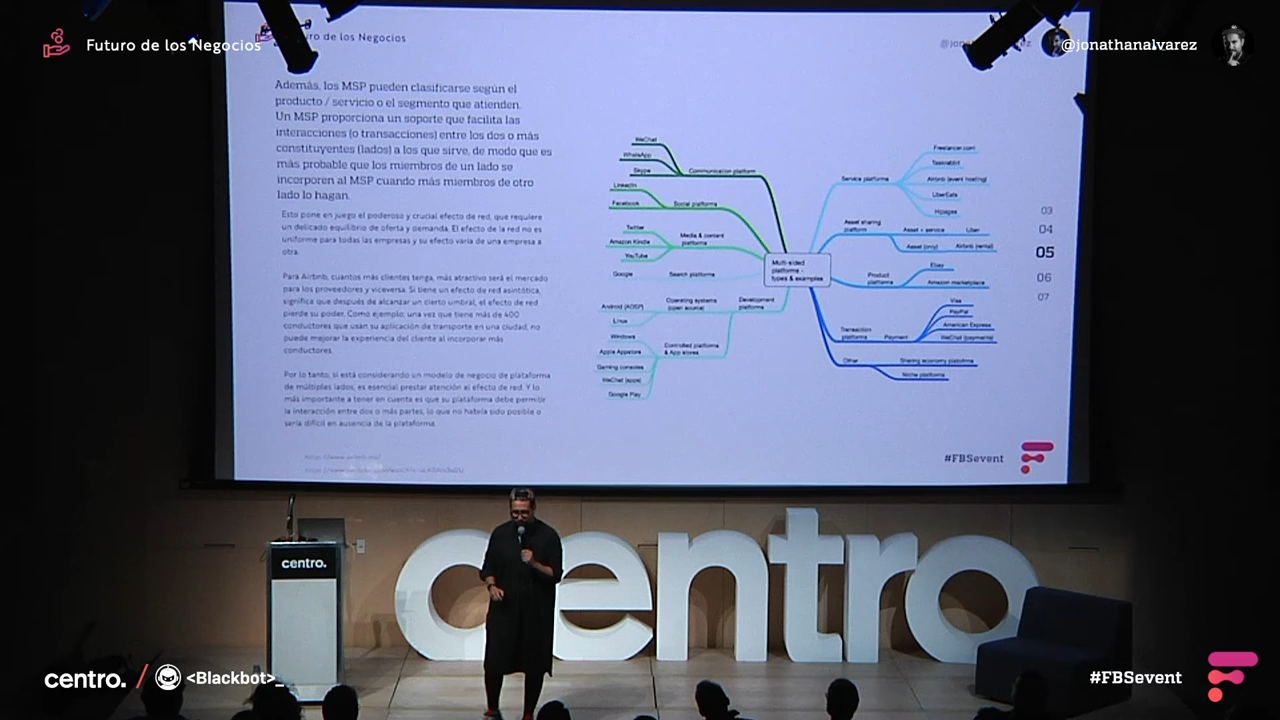 Futuro de los Negocios
@jonathanalvarez
ro de los Negocios
Además, los MSP pueden clasificarse según el
producto / servicio o el segmento que atienden.
Un MSP proporciona un soporte que facilita las
interacciones (o transacciones) entre los dos o más
constituyentes (lados) a los que sirve, de modo que es
más probable que los miembros de un lado se
incorporen al MSP cuando más miembros de otro
lado lo hagan.
Esto pone en juego el poderoso y crucial efecto de red, que requiere
un delicado equilibrio de oferta y demanda. El efecto de la red no es
uniforme para todas las empresas y su efecto varía de una empresa a
otra.
Para Airbnb, cuantos más clientes tenga, más atractivo será el mercado
para los proveedores y viceversa. Si tiene un efecto de red asintótica,
significa que después de alcanzar un cierto umbral, el efecto de red
pierde su poder. Como ejemplo: una vez que tiene más de 400
conductores que usan su aplicación de transporte en una ciudad, no
puede mejorar la experiencia del cliente al incorporar más
conductores.
Por lo tanto, si está considerando un modelo de negocio de plataforma
de múltiples lados, es esencial prestar atención al efecto de red. Y lo
más importante a tener en cuenta es que su plataforma debe permitir
la interacción entre dos o más partes, lo que no habría sido posible o
sería difícil en ausencia de la plataforma.
WeChat
WhatsApp
Skype
Communication platform
LinkedIn
Facebook
Social platforms
Twitter
Amazon Kindle
YouTube
Media & content
platforms
Google
Search platforms
Android (AOSP)
Linux
Operating systems
(open source)
Development
platforms
Windows
Apple Appstore
Gaming consoles
WeChat (apps)
Google Play
Controlled platforms
& App stores
Multi-sided
platforms -
types & examples
Service platforms
Freelancer.com
Taskrabbit
Airbnb (event hosting)
UberEats
Hipages
Asset sharing
platform
Asset + service
Uber
Asset (only)
Airbnb (rental)
Product
platforms
Ebay
Amazon marketplace
Transaction
platforms
Payment
Visa
PayPal
American Express
WeChat (payments)
Other
Sharing economy platforms
Niche platforms
03
04
05
06
07
#FBSevent
centro.
centro
centro. / <Blackbot>_
#FBSevent